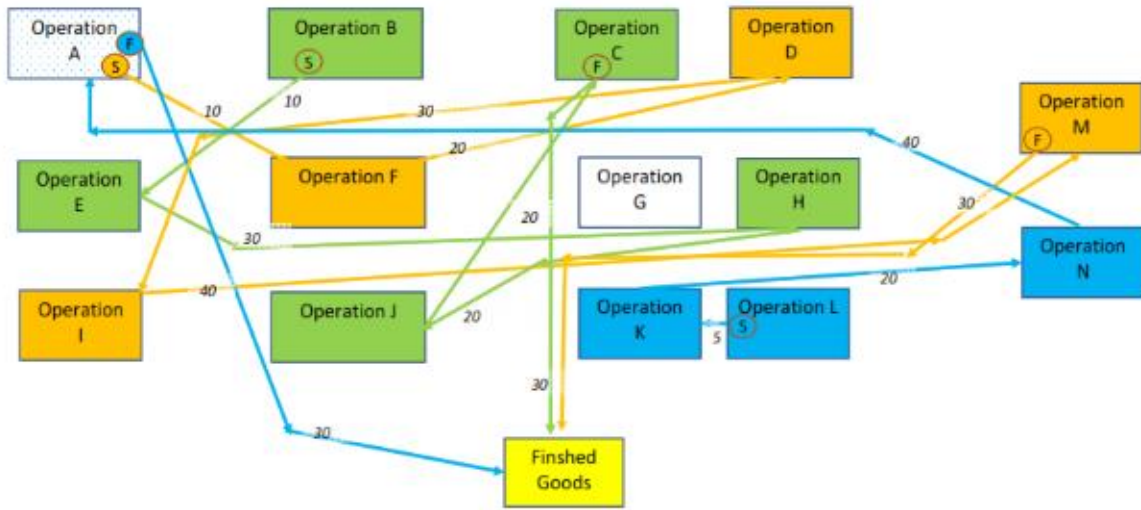 Operation
A
F
S
Operation B
S
Operation
C
F
Operation
D
10
10
30
20
Operation
M
F
40
Operation
E
Operation F
Operation
G
Operation
H
30
20
30
Operation
N
Operation
I
40
Operation J
20
Operation
K
Operation L
S
5
20
30
30
Finshed
Goods